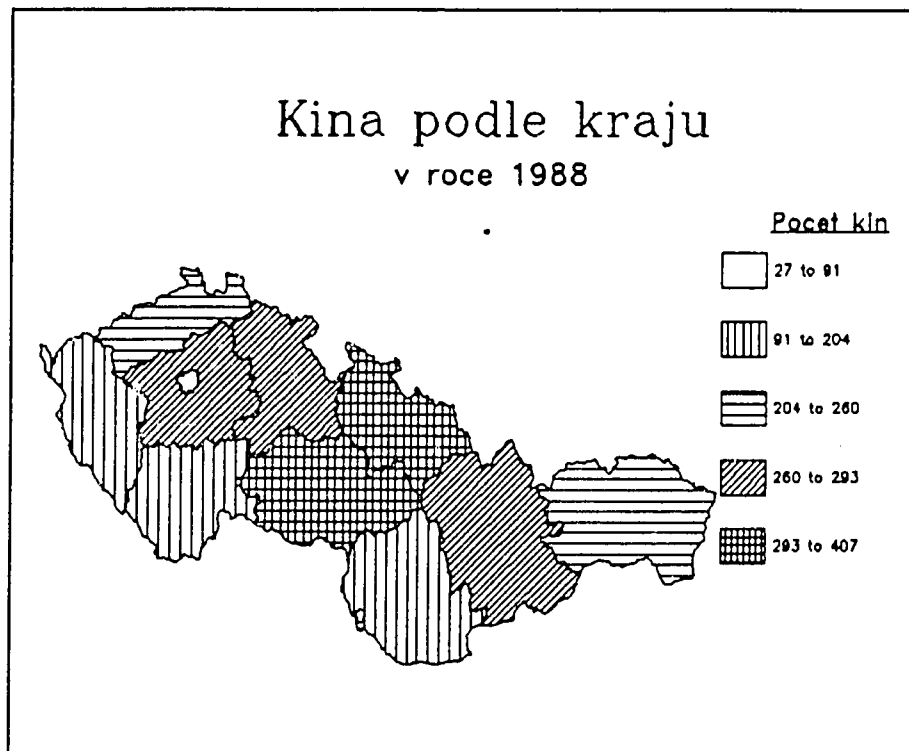 Kina podle kraju
v roce 1988
Pocet kin
27 to 91
91 to 204
204 to 260
260 to 293
293 to 407